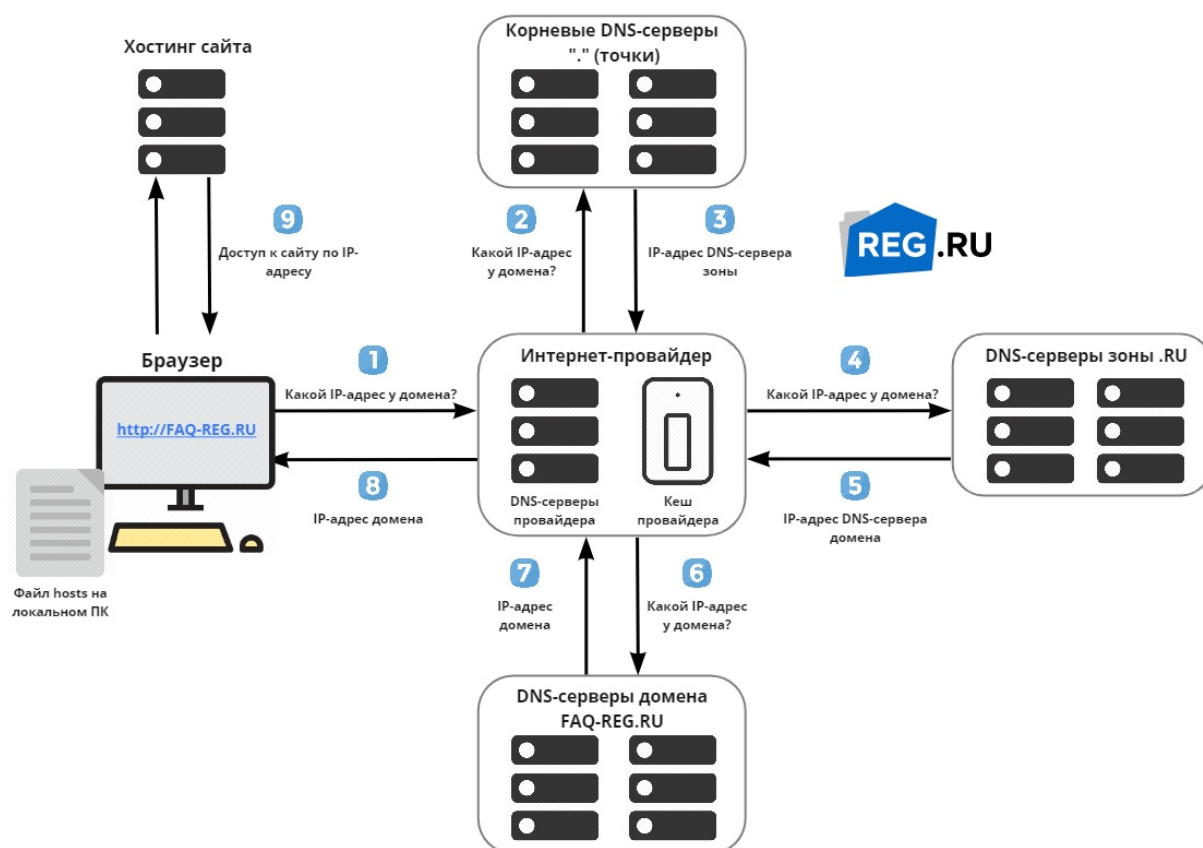 Хостинг сайта
Корневые DNS-серверы
"." (точки)
9
Доступ к сайту по IP-
адресу
2
Какой IP-адрес
у домена?
3
IP-адрес DNS-сервера
зоны
REG.RU
Браузер
http://FAQ-REG.RU
Файл hosts на
локальном ПК
1
Какой IP-адрес у домена?
8
IP-адрес домена
Интернет-провайдер
DNS-серверы
провайдера
Кеш
провайдера
4
Какой IP-адрес у домена?
5
IP-адрес DNS-сервера
домена
DNS-серверы зоны .RU
7
IP-адрес
домена
6
Какой IP-адрес
у домена?
DNS-серверы домена
FAQ-REG.RU